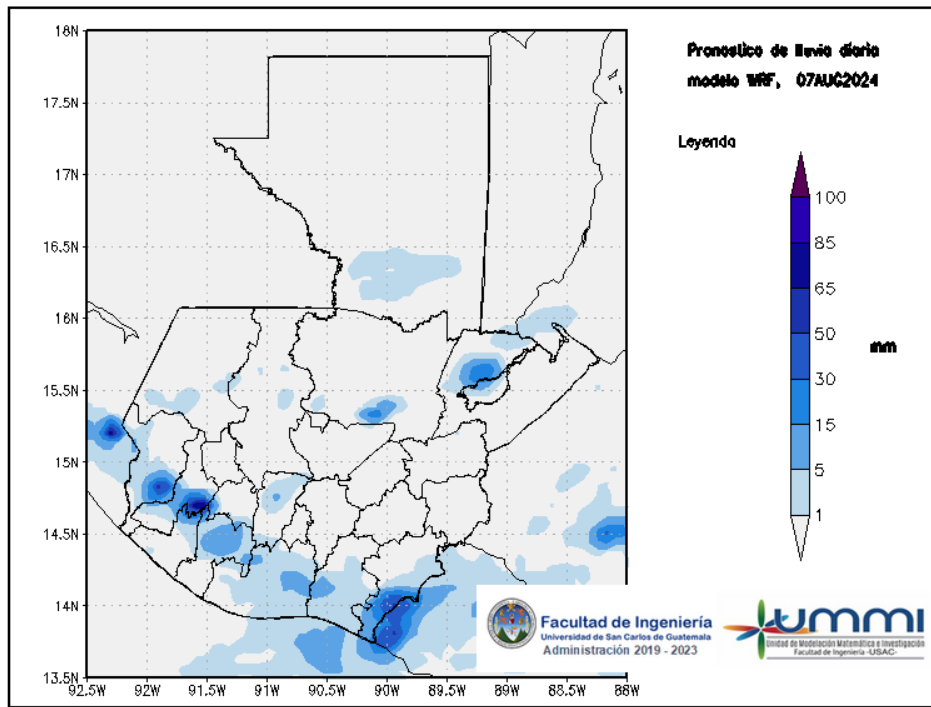 Pronostico de lluvia diaria
modelo WRF, 07AUG2024
Leyenda
100
85
65
50
30
15
5
1
mm
18N
17.5N
17N
16.5N
16N
15.5N
15N
14.5N
14N
13.5N
92.5W
92W
91.5W
91W
90.5W
90W
89.5W
89W
88.5W
88W
Facultad de Ingeniería
Universidad de San Carlos de Guatemala
Administración 2019 - 2023
ummi
Unidad de Modelación Matemática e Investigación
Facultad de Ingeniería -USAC-